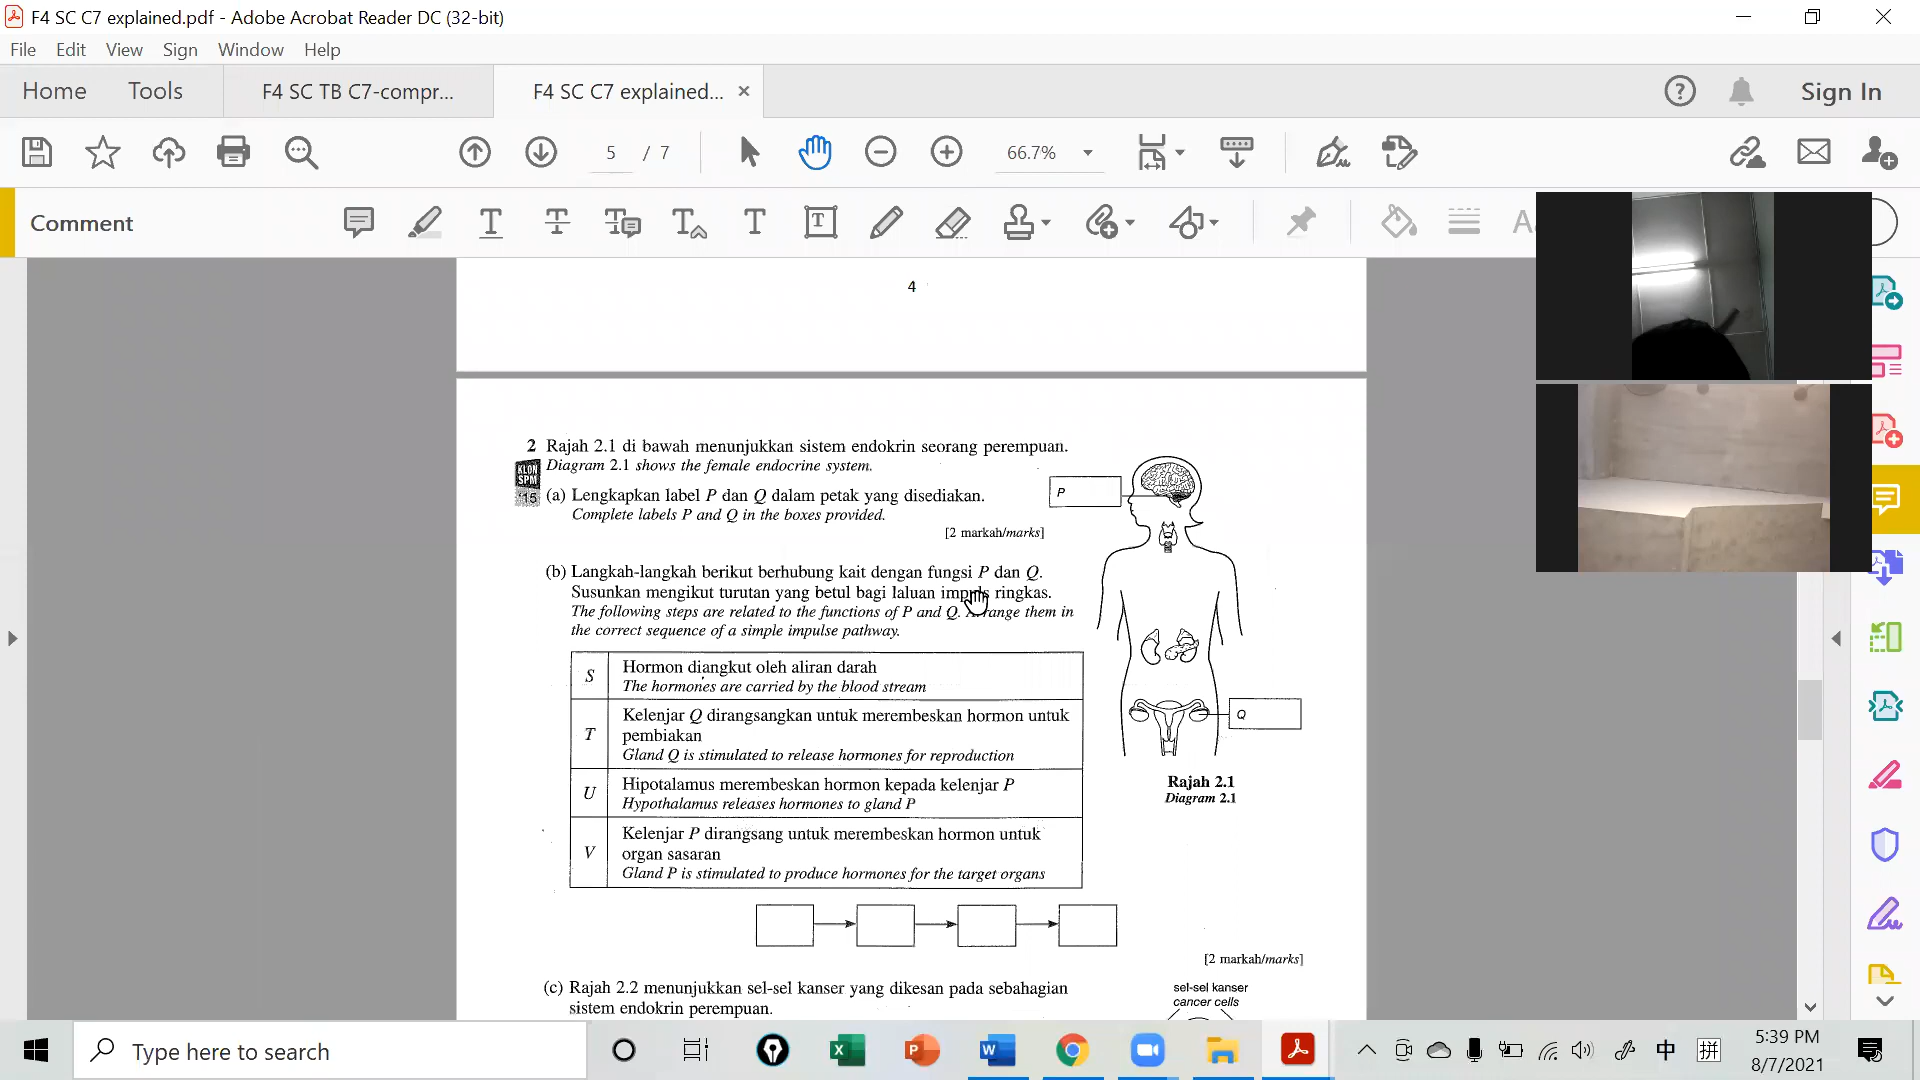 F4 SC C7 explained.pdf - Adobe Acrobat Reader DC (32-bit)
File Edit View Sign Window Help
Home Tools F4 SC TB C7-compr... F4 SC C7 explained... × Sign In
5 / 7 66.7%
Comment
4
2 Rajah 2.1 di bawah menunjukkan sistem endokrin seorang perempuan.
Diagram 2.1 shows the female endocrine system.
KLON
SPM
'15
(a) Lengkapkan label P dan Q dalam petak yang disediakan.
Complete labels P and Q in the boxes provided.
[2 markah/marks]
P
(b) Langkah-langkah berikut berhubung kait dengan fungsi P dan Q.
Susunkan mengikut turutan yang betul bagi laluan impuls ringkas.
The following steps are related to the functions of P and Q. Arrange them in
the correct sequence of a simple impulse pathway.
S Hormon diangkut oleh aliran darah
The hormones are carried by the blood stream
T Kelenjar Q dirangsangkan untuk merembeskan hormon untuk
pembiakan
Gland Q is stimulated to release hormones for reproduction
U Hipotalamus merembeskan hormon kepada kelenjar P
Hypothalamus releases hormones to gland P
V Kelenjar P dirangsang untuk merembeskan hormon untuk
organ sasaran
Gland P is stimulated to produce hormones for the target organs
Q
Rajah 2.1
Diagram 2.1
[2 markah/marks]
(c) Rajah 2.2 menunjukkan sel-sel kanser yang dikesan pada sebahagian
sistem endokrin perempuan.
sel-sel kanser
cancer cells
Type here to search
中 拼
5:39 PM
8/7/2021